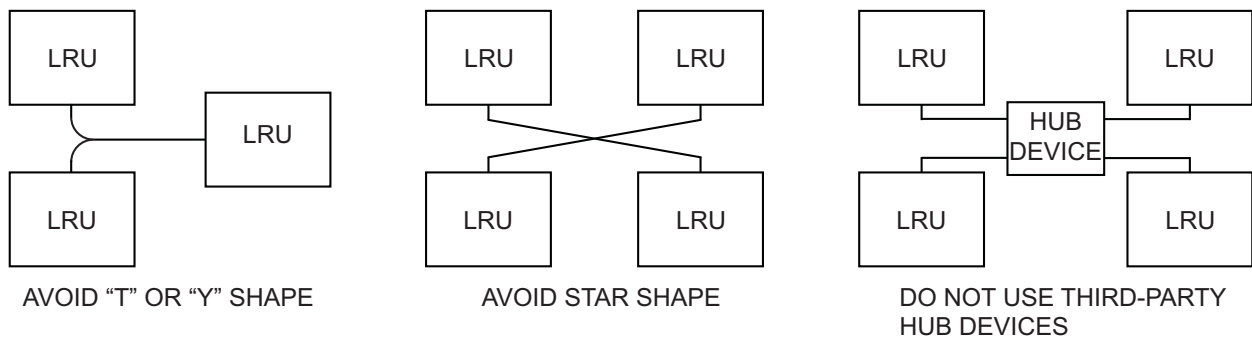 LRU
LRU
LRU
AVOID “T” OR “Y” SHAPE
LRU
LRU
LRU
LRU
AVOID STAR SHAPE
LRU
LRU
HUB
DEVICE
LRU
LRU
DO NOT USE THIRD-PARTY
HUB DEVICES